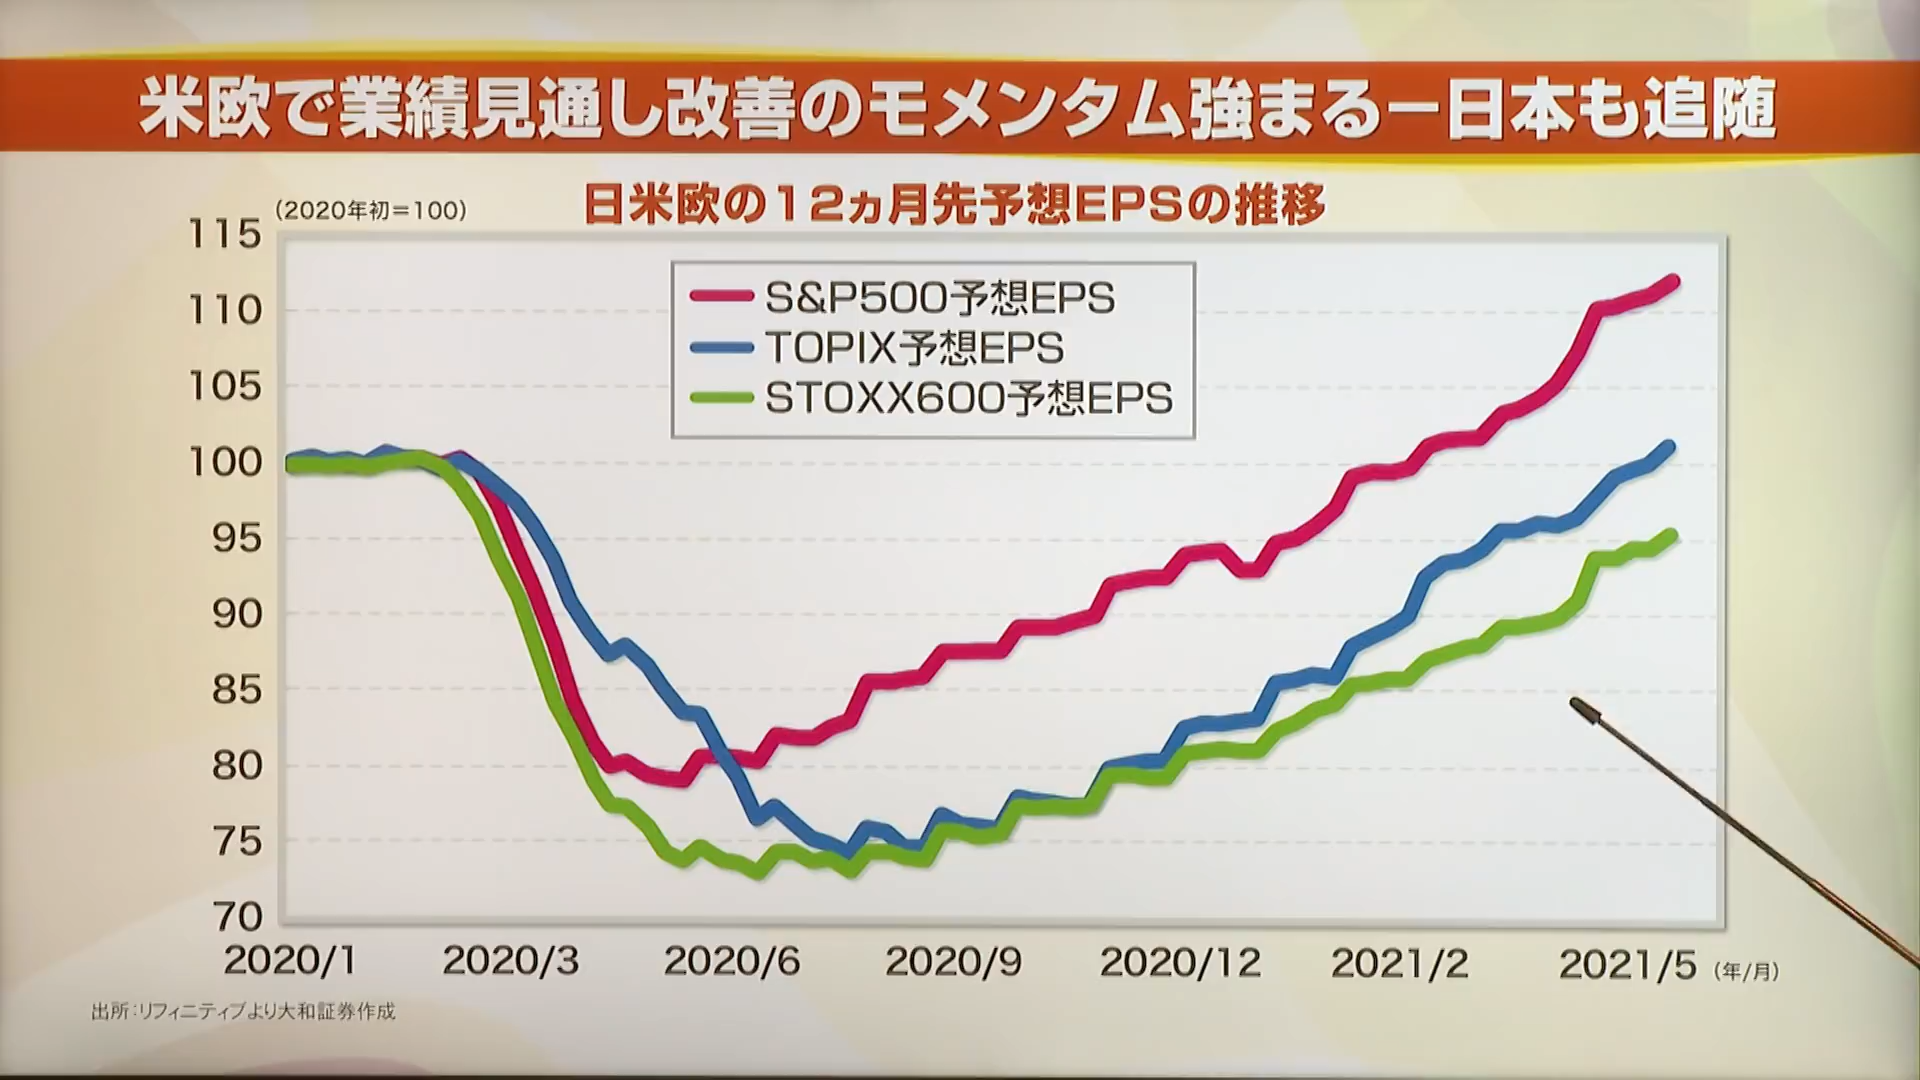 米欧で業績見通し改善のモメンタム強まるー日本も追随
日米欧の12ヵ月先予想EPSの推移
(2020年初=100)
115
110
105
100
95
90
85
80
75
70
S&P500予想EPS
TOPIX予想EPS
STOXX600予想EPS
2020/1 2020/3 2020/6 2020/9 2020/12 2021/2 2021/5 (年/月)
出所:リフィニティブより大和証券作成